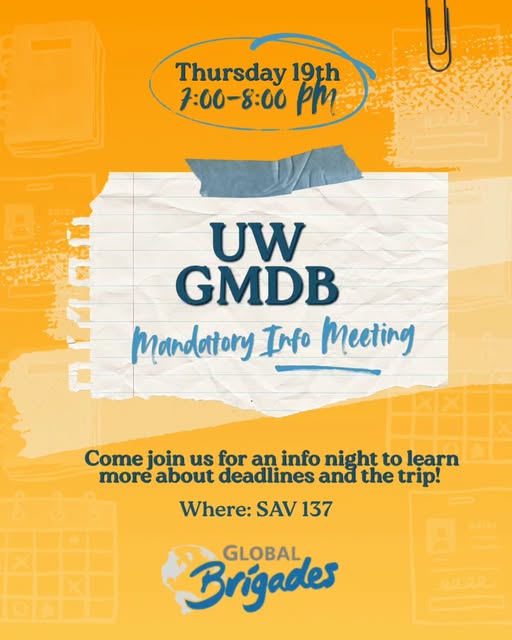 Thursday 19th
7:00-8:00 PM
UW
GMDB
Mandatory Info Meeting
Come join us for an info night to learn
more about deadlines and the trip!
Where: SAV 137
GLOBAL
Brigades